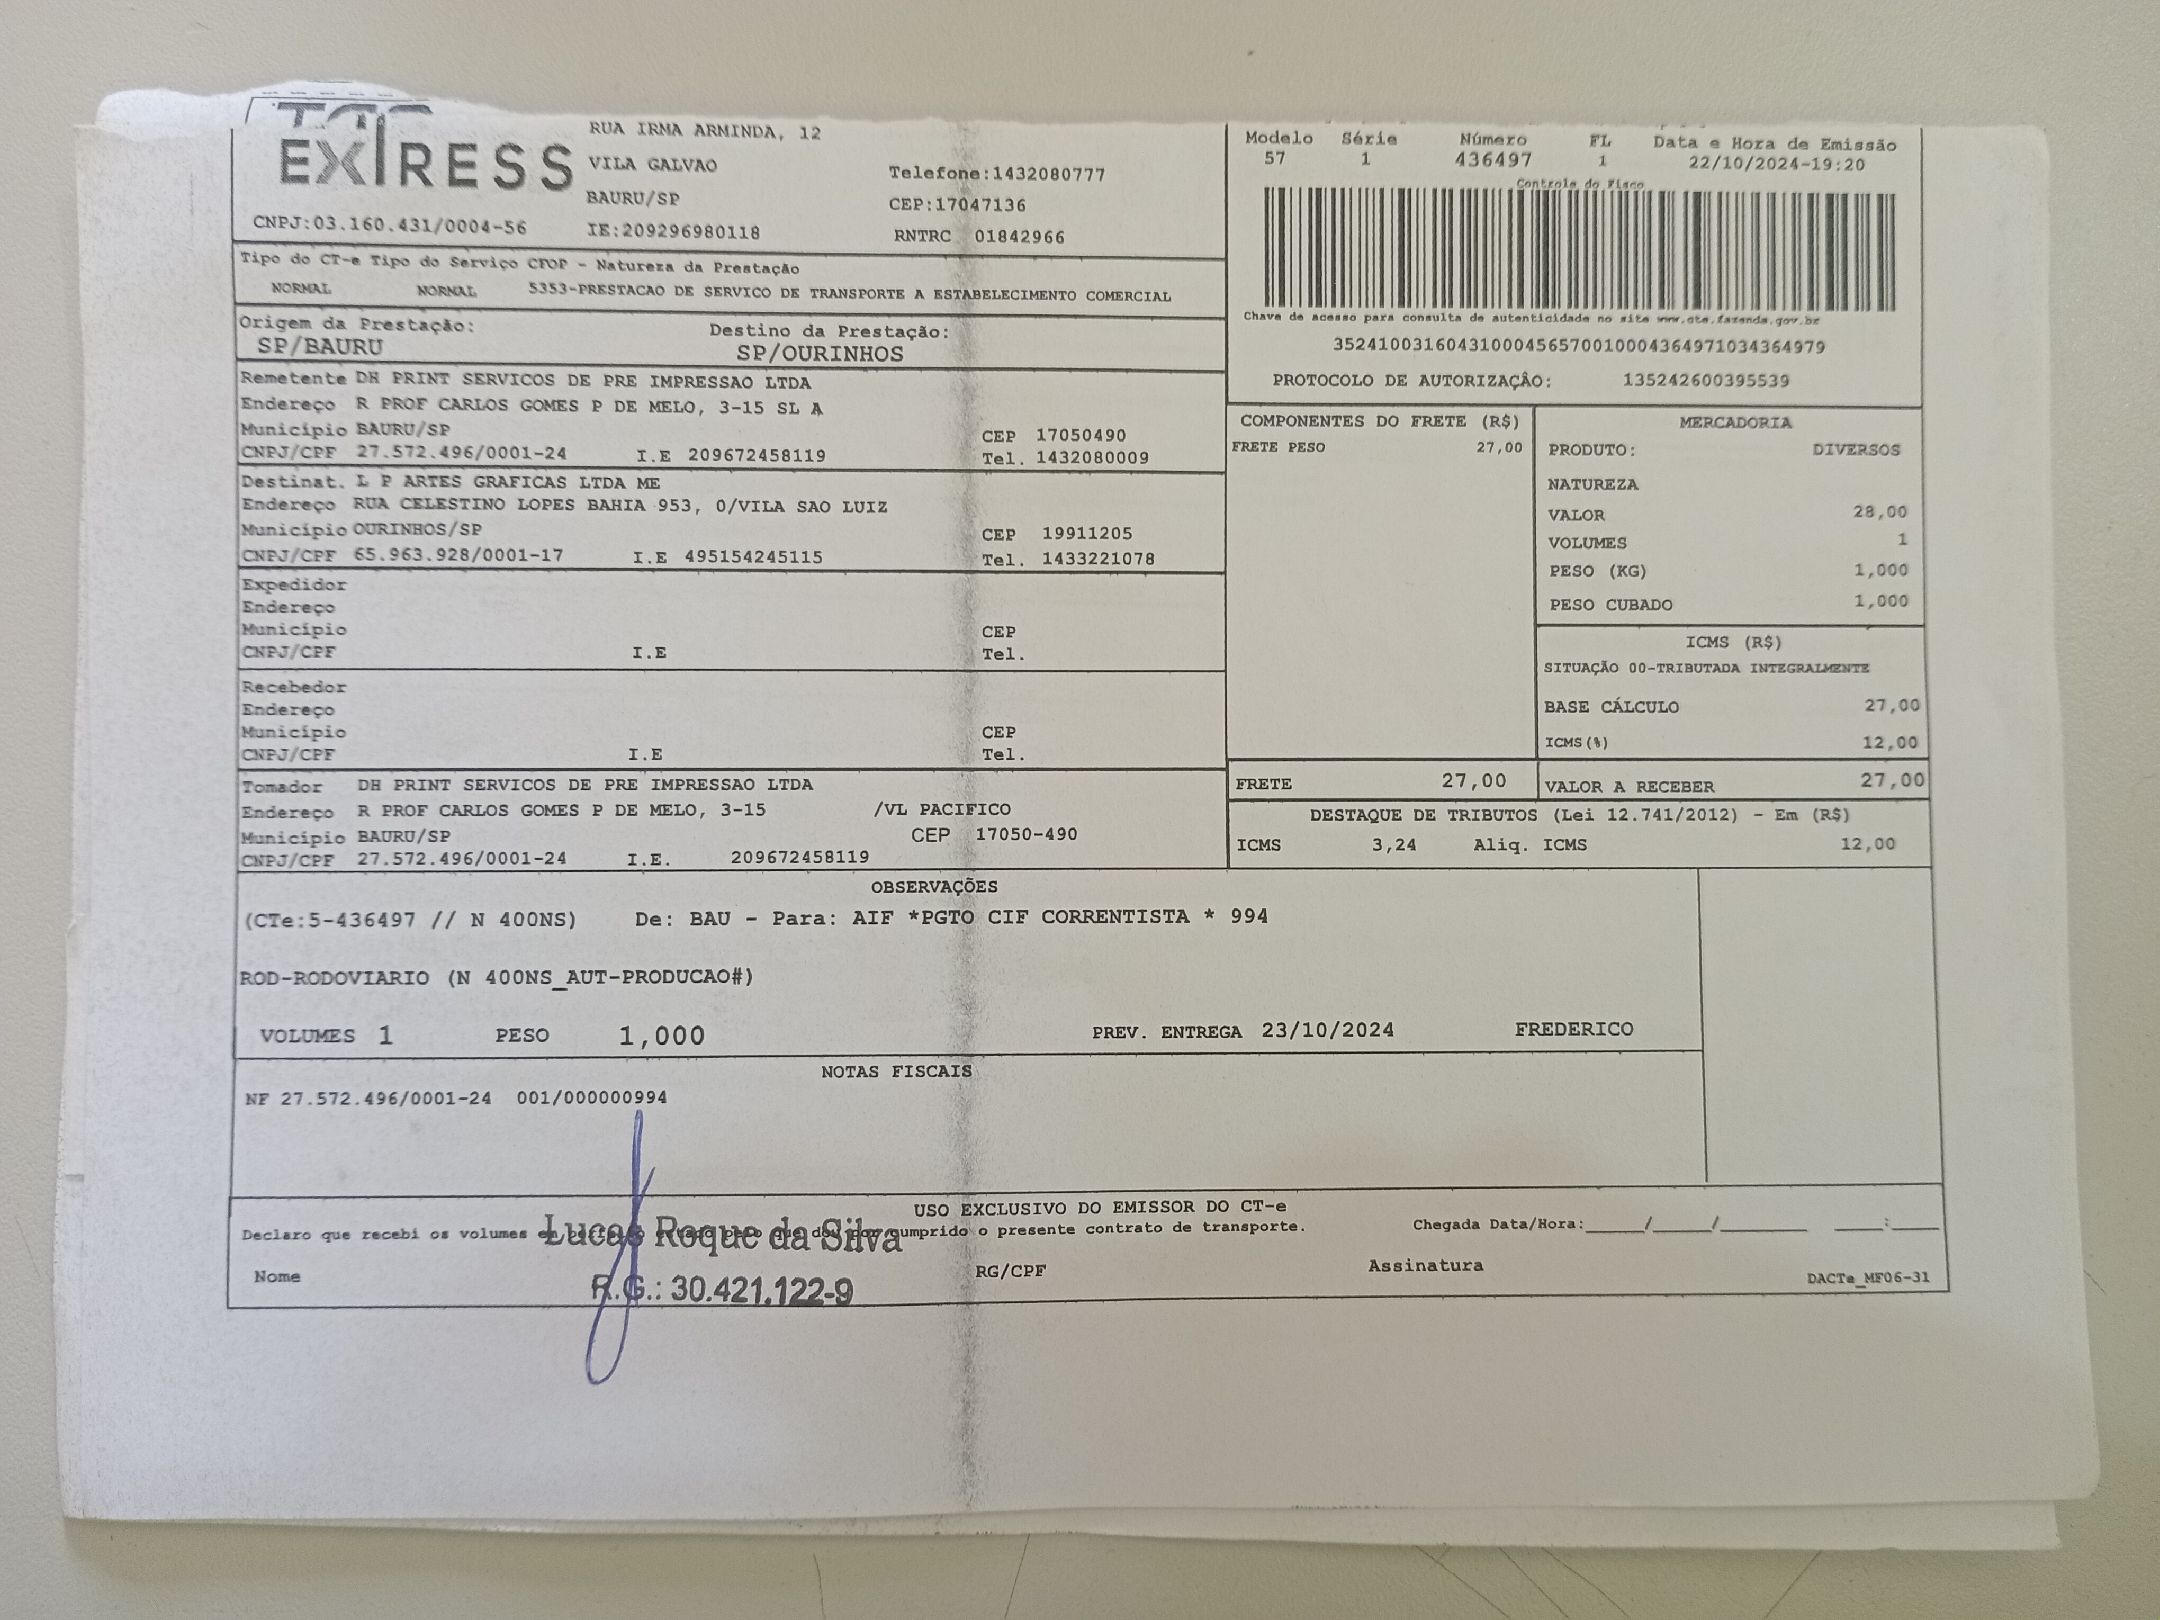 EXPRESS
RUA IRMA ARMINDA, 12
VILA GALVAO
BAURU/SP
Telefone:1432080777
CEP:17047136
CNPJ:03.160.431/0004-56
IE:209296980118
RNTRC 01842966
Modelo Série Número FL Data e Hora de Emissão
57 1 436497 1 22/10/2024-19:20
Controle do Fisco
Chave de acesso para consulta de autenticidade no site www.cte.fazenda.gov.br
35241003160431000456570010004364971034364979
PROTOCOLO DE AUTORIZAÇÂO: 135242600395539
Tipo do CT-e Tipo do Serviço CFOP - Natureza da Prestação
NORMAL NORMAL 5353-PRESTACAO DE SERVICO DE TRANSPORTE A ESTABELECIMENTO COMERCIAL
Origem da Prestação: Destino da Prestação:
SP/BAURU SP/OURINHOS
Remetente DH PRINT SERVICOS DE PRE IMPRESSAO LTDA
Endereço R PROF CARLOS GOMES P DE MELO, 3-15 SL A
Município BAURU/SP CEP 17050490
CNPJ/CPF 27.572.496/0001-24 I.E 209672458119 Tel. 1432080009
Destinat. L P ARTES GRAFICAS LTDA ME
Endereço RUA CELESTINO LOPES BAHIA 953, 0/VILA SAO LUIZ
Município OURINHOS/SP CEP 19911205
CNPJ/CPF 65.963.928/0001-17 I.E 495154245115 Tel. 1433221078
Expedidor
Endereço
Município CEP
CNPJ/CPF I.E Tel.
Recebedor
Endereço
Município CEP
CNPJ/CPF I.E Tel.
Tomador DH PRINT SERVICOS DE PRE IMPRESSAO LTDA
Endereço R PROF CARLOS GOMES P DE MELO, 3-15 /VL PACIFICO
Município BAURU/SP CEP 17050-490
CNPJ/CPF 27.572.496/0001-24 I.E. 209672458119
COMPONENTES DO FRETE (R$)
FRETE PESO 27,00
MERCADORIA
PRODUTO: DIVERSOS
NATUREZA
VALOR 28,00
VOLUMES 1
PESO (KG) 1,000
PESO CUBADO 1,000
ICMS (R$)
SITUAÇÃO 00-TRIBUTADA INTEGRALMENTE
BASE CÁLCULO 27,00
ICMS(%) 12,00
FRETE 27,00 VALOR A RECEBER 27,00
DESTAQUE DE TRIBUTOS (Lei 12.741/2012) - Em (R$)
ICMS 3,24 Aliq. ICMS 12,00
OBSERVAÇÕES
(CTe:5-436497 // N 400NS) De: BAU - Para: AIF *PGTO CIF CORRENTISTA * 994
ROD-RODOVIARIO (N 400NS_AUT-PRODUCAO#)
VOLUMES 1 PESO 1,000 PREV. ENTREGA 23/10/2024 FREDERICO
NOTAS FISCAIS
NF 27.572.496/0001-24 001/000000994
USO EXCLUSIVO DO EMISSOR DO CT-e
Declaro que recebi os volumes em perfeito estado pelo que dou por cumprido o presente contrato de transporte. Chegada Data/Hora:____/____/________ ____:____
Lucas Roque da Silva
Nome RG/CPF Assinatura
R.G.: 30.421.122-9
DACTe_MF06-31